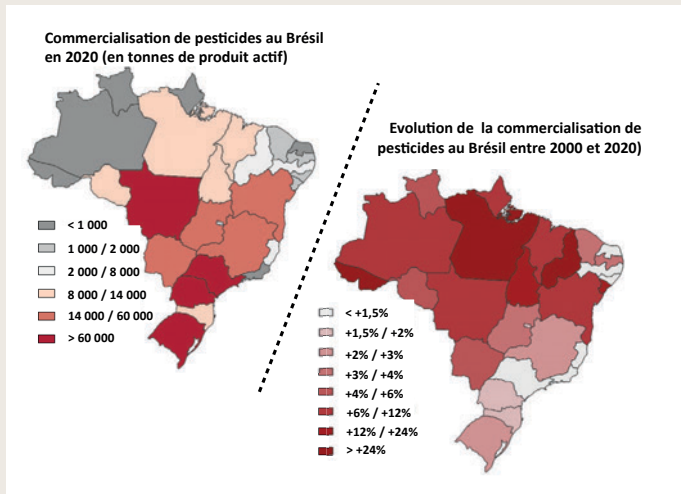 Commercialisation de pesticides au Brésil
en 2020 (en tonnes de produit actif)
< 1 000
1 000 / 2 000
2 000 / 8 000
8 000 / 14 000
14 000 / 60 000
> 60 000
Evolution de la commercialisation de
pesticides au Brésil entre 2000 et 2020)
< +1,5%
+1,5% / +2%
+2% / +3%
+3% / +4%
+4% / +6%
+6% / +12%
+12% / +24%
> +24%